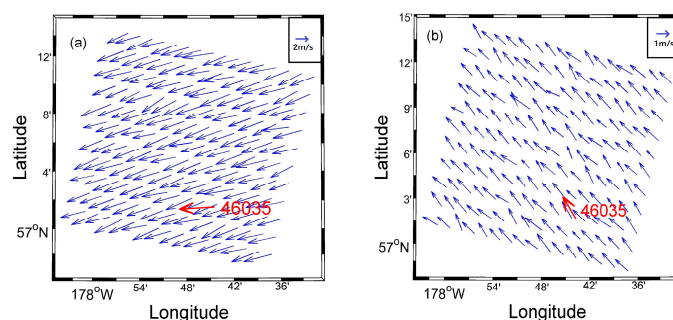 (a)
2m/s
12'
8'
4'
57°N
Latitude
46035
178°W
54'
48'
42'
36'
Longitude
(b)
1m/s
15'
12'
9'
6'
3'
57°N
Latitude
46035
178°W
54'
48'
42'
36'
Longitude